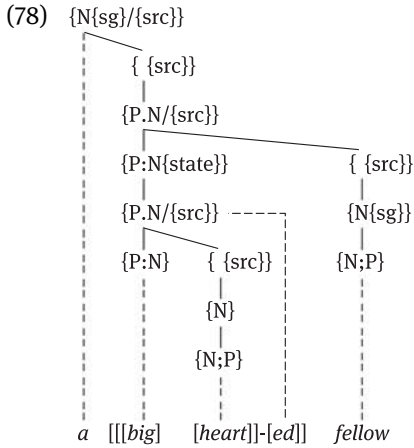 (78) {N{sg}/{src}}
{ {src}}
{P.N/{src}}
{P:N{state}} { {src}}
{P.N/{src}} {N{sg}}
{P:N} { {src}} {N;P}
{N}
{N;P}
a [[[big] [heart]]-[ed]] fellow